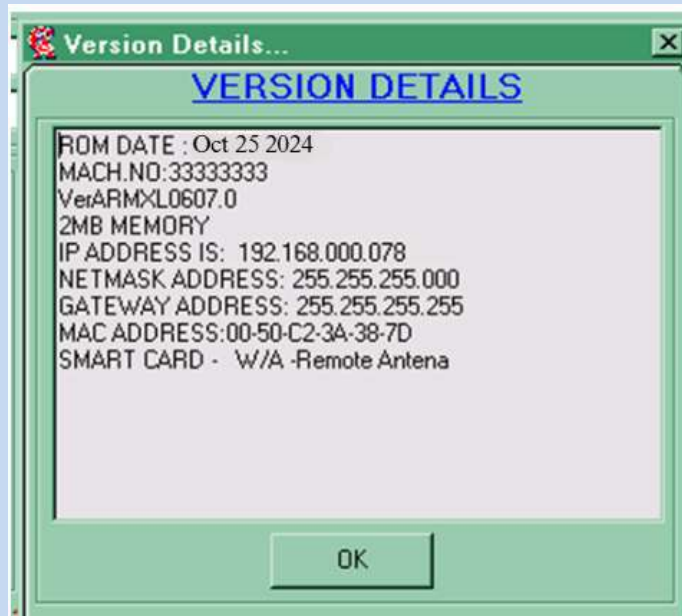 Version Details...
VERSION DETAILS
ROM DATE : Oct 25 2024
MACH.NO:33333333
VerARMXL0607.0
2MB MEMORY
IP ADDRESS IS: 192.168.000.078
NETMASK ADDRESS: 255.255.255.000
GATEWAY ADDRESS: 255.255.255.255
MAC ADDRESS:00-50-C2-3A-38-7D
SMART CARD - W/A -Remote Antena
OK